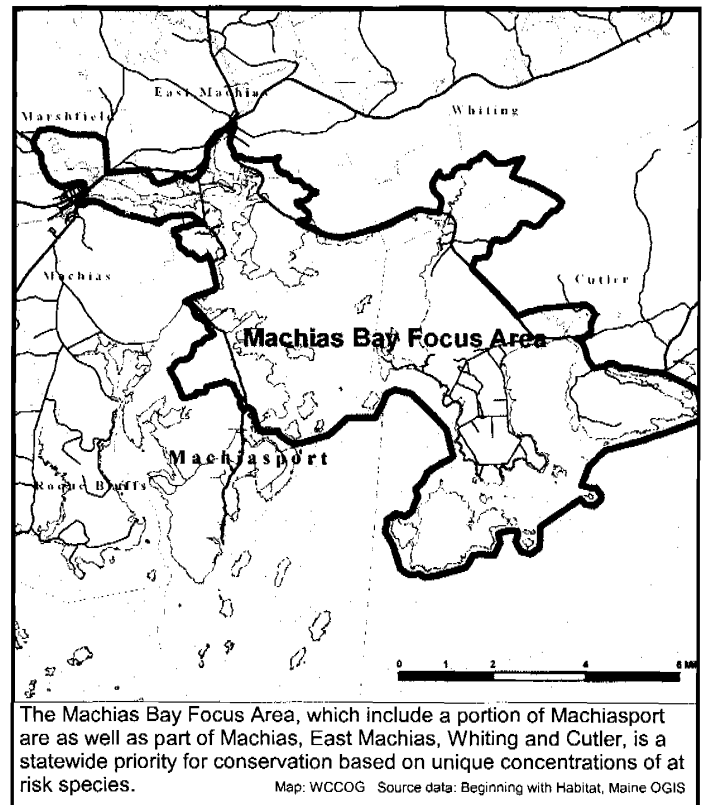 East Machias
Marshfield
Whiting
Machias
Cutler
Machias Bay Focus Area
Machiasport
Roque Bluffs
0 1 2 4 6 Mil
The Machias Bay Focus Area, which include a portion of Machiasport
are as well as part of Machias, East Machias, Whiting and Cutler, is a
statewide priority for conservation based on unique concentrations of at
risk species. Map: WCCOG Source data: Beginning with Habitat, Maine OGIS